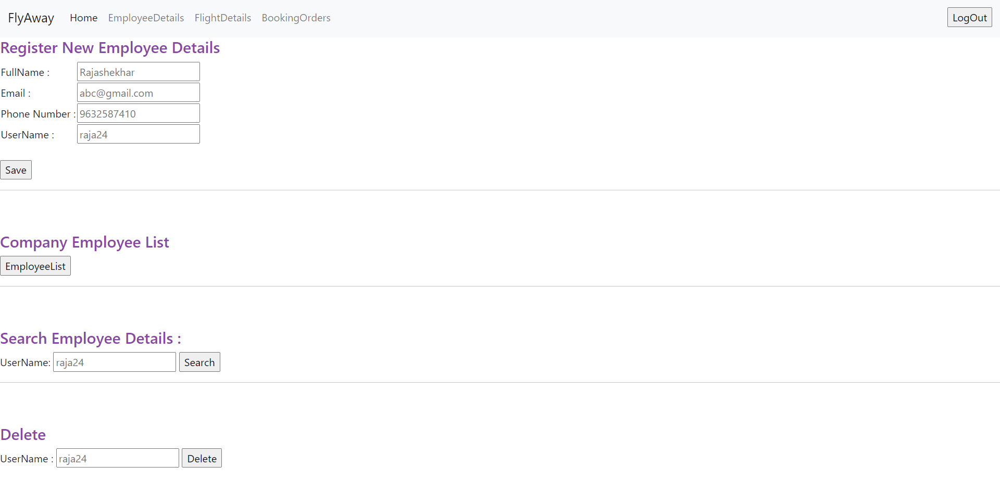 FlyAway Home EmployeeDetails FlightDetails BookingOrders LogOut
Register New Employee Details
FullName : Rajashekhar
Email : abc@gmail.com
Phone Number : 9632587410
UserName : raja24
Save
Company Employee List
EmployeeList
Search Employee Details :
UserName: raja24 Search
Delete
UserName : raja24 Delete